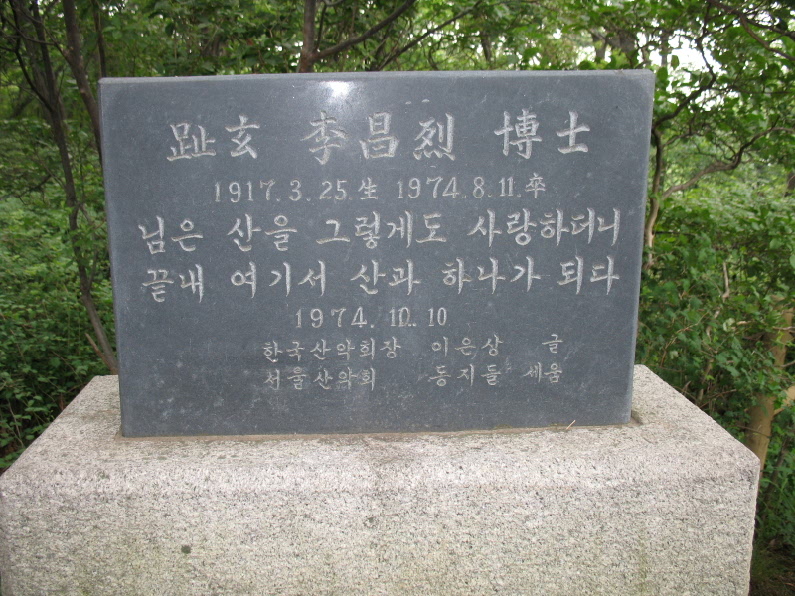 趾玄 李昌烈 博士
1917.3.25.生 1974.8.11.卒
님은 산을 그렇게도 사랑하더니
끝내 여기서 산과 하나가 되다
1974. 10. 10
한국산악회장 이은상 글
서울산악회 동지들 세움